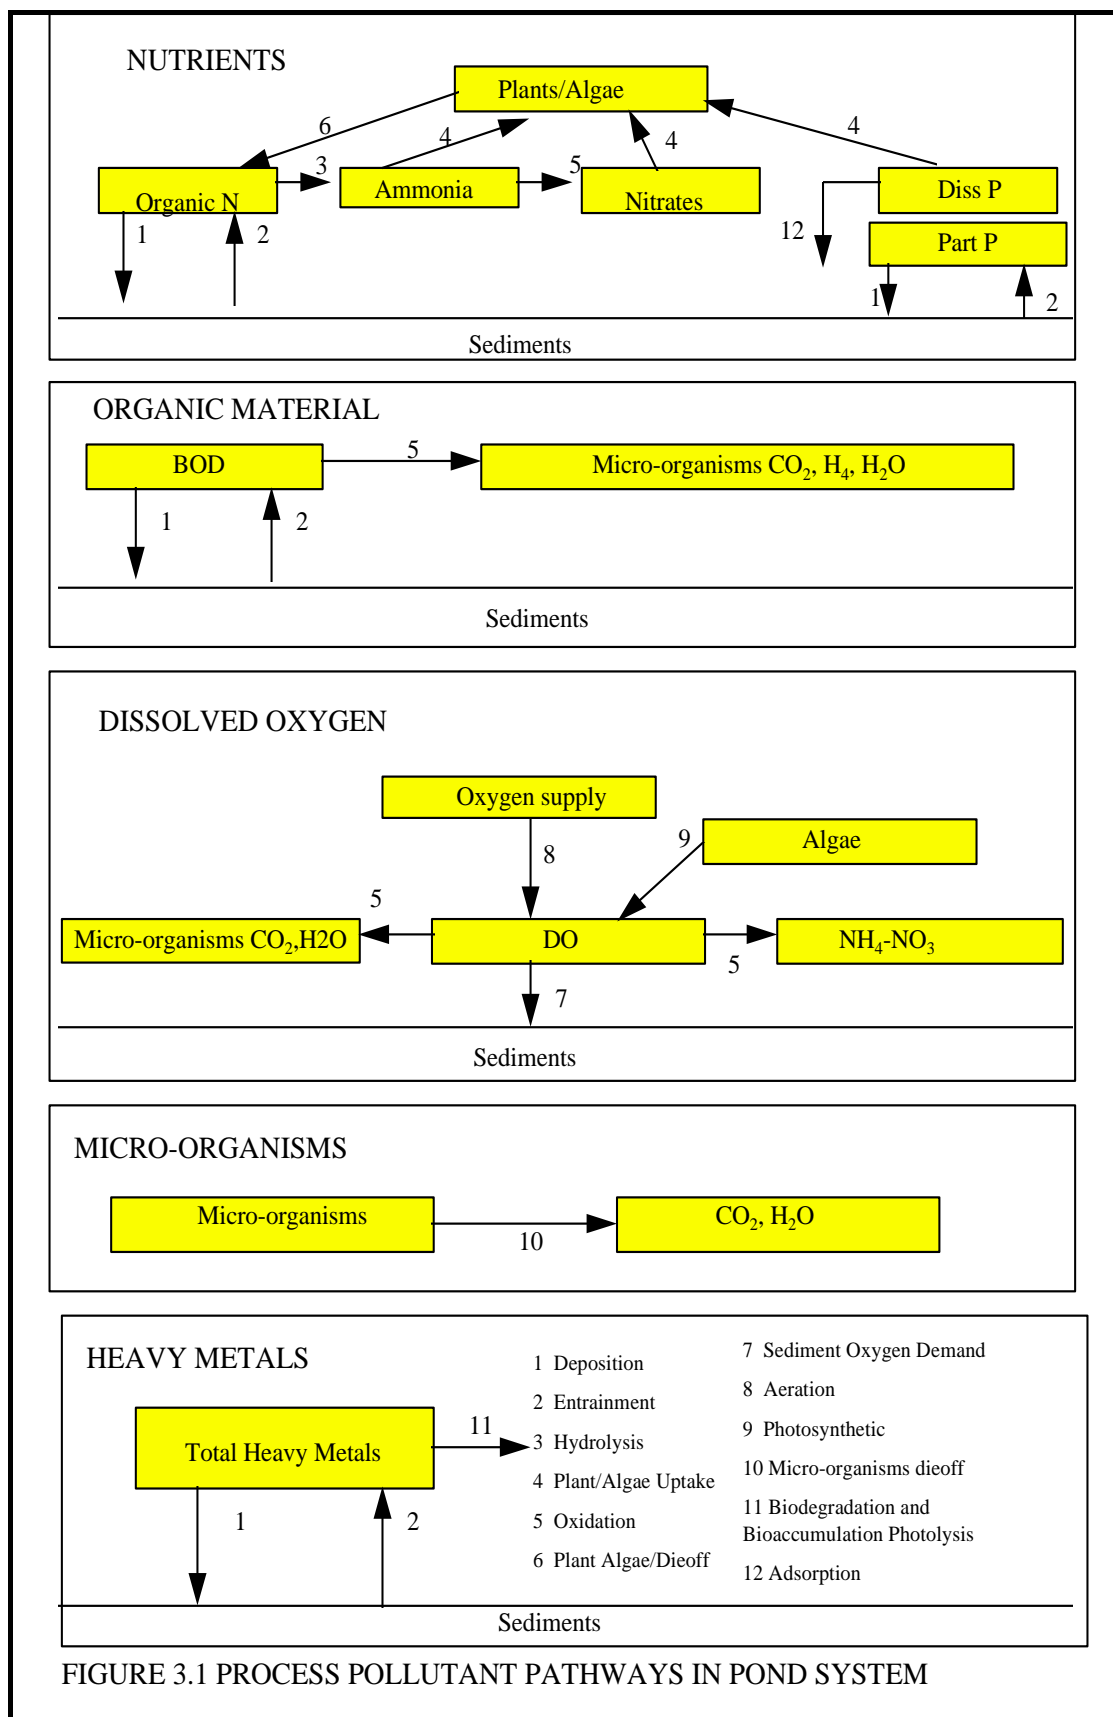 NUTRIENTS
Plants/Algae
6
4
4
4
3
5
Organic N
Ammonia
Nitrates
Diss P
1
2
12
Part P
1
2
Sediments
ORGANIC MATERIAL
BOD
5
Micro-organisms CO₂, H₄, H₂O
1
2
Sediments
DISSOLVED OXYGEN
Oxygen supply
8
9
Algae
5
Micro-organisms CO₂,H2O
DO
5
NH₄-NO₃
7
Sediments
MICRO-ORGANISMS
Micro-organisms
10
CO₂, H₂O
HEAVY METALS
Total Heavy Metals
11
1
2
1 Deposition
2 Entrainment
3 Hydrolysis
4 Plant/Algae Uptake
5 Oxidation
6 Plant Algae/Dieoff
7 Sediment Oxygen Demand
8 Aeration
9 Photosynthetic
10 Micro-organisms dieoff
11 Biodegradation and
Bioaccumulation Photolysis
12 Adsorption
Sediments
FIGURE 3.1 PROCESS POLLUTANT PATHWAYS IN POND SYSTEM